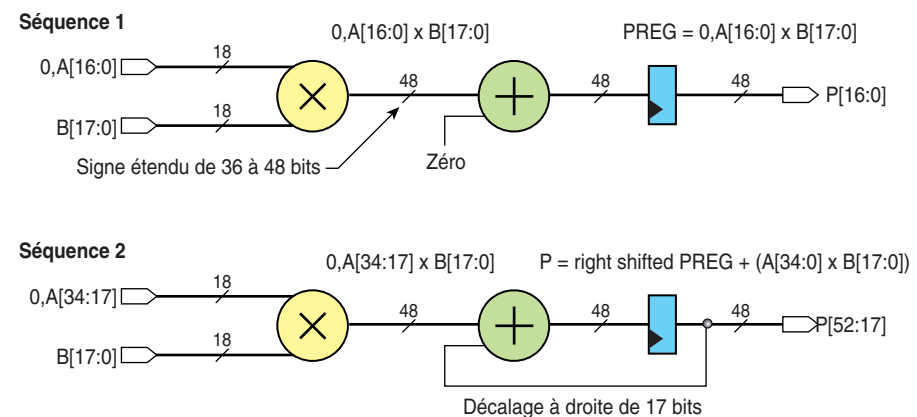 Séquence 1
0,A[16:0] x B[17:0]
PREG = 0,A[16:0] x B[17:0]
0,A[16:0]
18
48
48
48
P[16:0]
B[17:0]
18
Signe étendu de 36 à 48 bits
Zéro
Séquence 2
0,A[34:17] x B[17:0]
P = right shifted PREG + (A[34:0] x B[17:0])
0,A[34:17]
18
48
48
48
P[52:17]
B[17:0]
18
Décalage à droite de 17 bits